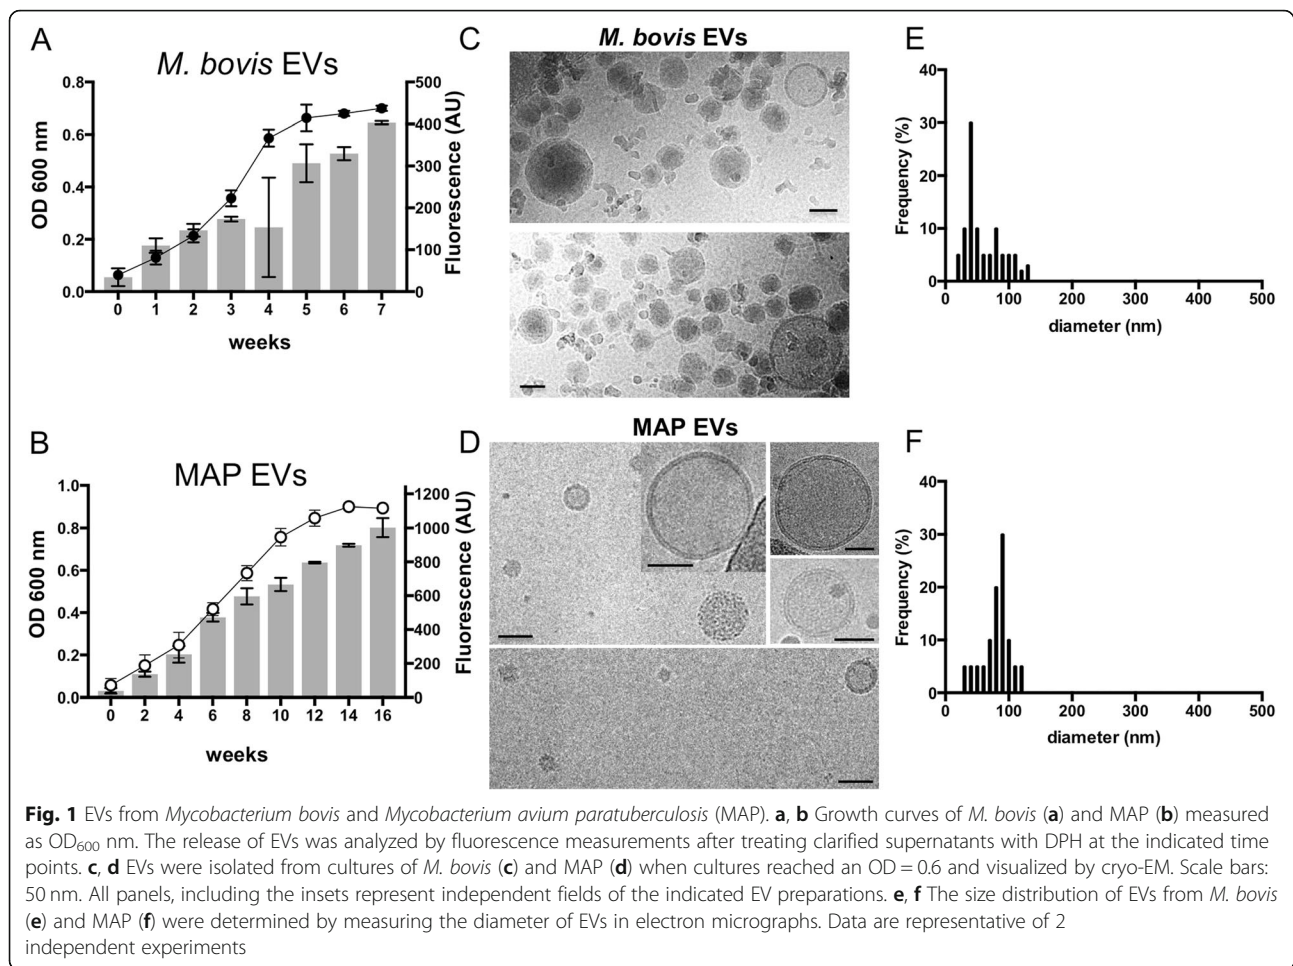 A
M. bovis EVs
0.8
0.6
0.4
0.2
0.0
OD 600 nm
500
400
300
200
100
0
Fluorescence (AU)
0 1 2 3 4 5 6 7
weeks
C
M. bovis EVs
E
40
30
20
10
0
Frequency (%)
0 100 200 300 400 500
diameter (nm)
B
MAP EVs
1.0
0.8
0.6
0.4
0.2
0.0
OD 600 nm
1200
1000
800
600
400
200
0
Fluorescence (AU)
0 2 4 6 8 10 12 14 16
weeks
D
MAP EVs
F
40
30
20
10
0
Frequency (%)
0 100 200 300 400 500
diameter (nm)
Fig. 1 EVs from Mycobacterium bovis and Mycobacterium avium paratuberculosis (MAP). a, b Growth curves of M. bovis (a) and MAP (b) measured
as OD600 nm. The release of EVs was analyzed by fluorescence measurements after treating clarified supernatants with DPH at the indicated time
points. c, d EVs were isolated from cultures of M. bovis (c) and MAP (d) when cultures reached an OD = 0.6 and visualized by cryo-EM. Scale bars:
50 nm. All panels, including the insets represent independent fields of the indicated EV preparations. e, f The size distribution of EVs from M. bovis
(e) and MAP (f) were determined by measuring the diameter of EVs in electron micrographs. Data are representative of 2
independent experiments